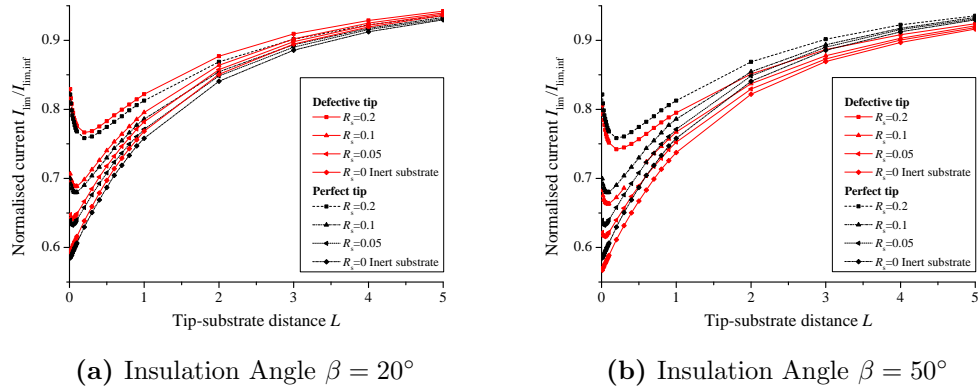 Normalised current I_lim/I_lim,inf
0.9
0.8
0.7
0.6
0
1
2
3
4
5
Tip-substrate distance L
Defective tip
R_s=0.2
R_s=0.1
R_s=0.05
R_s=0 Inert substrate
Perfect tip
R_s=0.2
R_s=0.1
R_s=0.05
R_s=0 Inert substrate
(a) Insulation Angle β = 20°
Normalised current I_lim/I_lim,inf
0.9
0.8
0.7
0.6
0
1
2
3
4
5
Tip-substrate distance L
Defective tip
R_s=0.2
R_s=0.1
R_s=0.05
R_s=0 Inert substrate
Perfect tip
R_s=0.2
R_s=0.1
R_s=0.05
R_s=0 Inert substrate
(b) Insulation Angle β = 50°